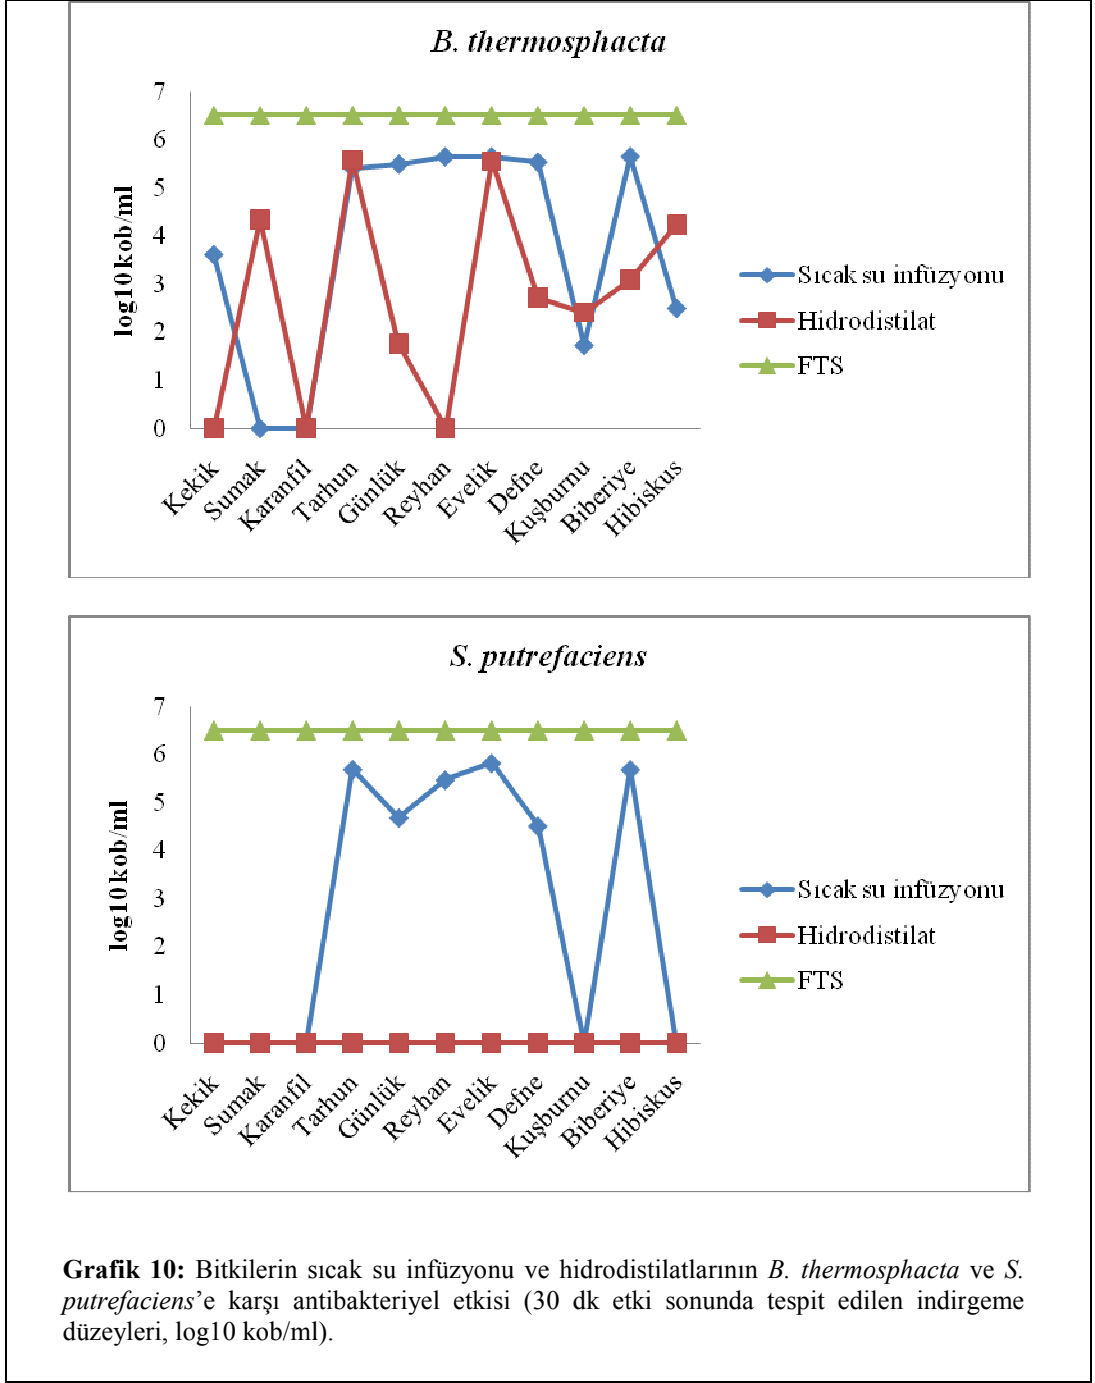 B. thermosphacta
7
6
5
4
3
2
1
0
log10 kob/ml
Kekik
Sumak
Karanfil
Tarhun
Günlük
Reyhan
Evelik
Defne
Kuşburnu
Biberiye
Hibiskus
Sıcak su infüzyonu
Hidrodistilat
FTS
S. putrefaciens
7
6
5
4
3
2
1
0
log10 kob/ml
Kekik
Sumak
Karanfil
Tarhun
Günlük
Reyhan
Evelik
Defne
Kuşburnu
Biberiye
Hibiskus
Sıcak su infüzyonu
Hidrodistilat
FTS
Grafik 10: Bitkilerin sıcak su infüzyonu ve hidrodistilatlarının B. thermosphacta ve S.
putrefaciens’e karşı antibakteriyel etkisi (30 dk etki sonunda tespit edilen indirgeme
düzeyleri, log10 kob/ml).